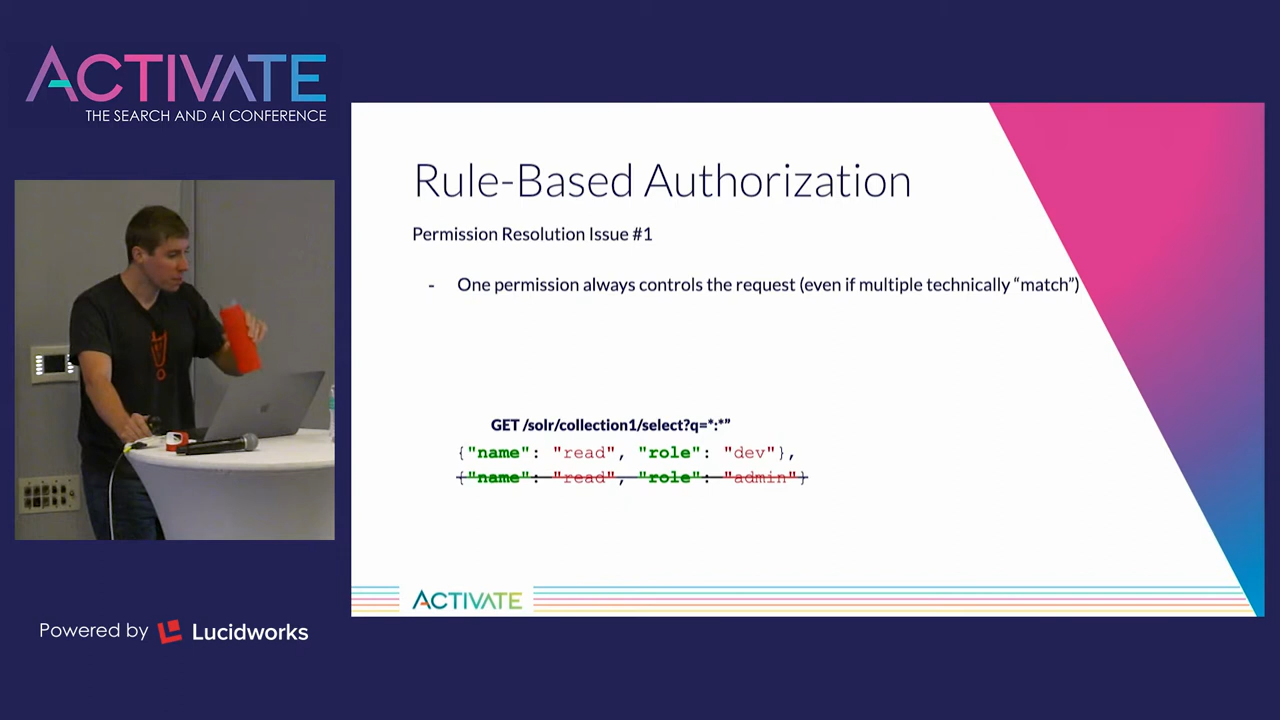 ACTIVATE
THE SEARCH AND AI CONFERENCE
Rule-Based Authorization
Permission Resolution Issue #1
- One permission always controls the request (even if multiple technically “match”)
GET /solr/collection1/select?q=*:*”
{"name": "read", "role": "dev"},
{"name": "read", "role": "admin"}
ACTIVATE
Powered by Lucidworks